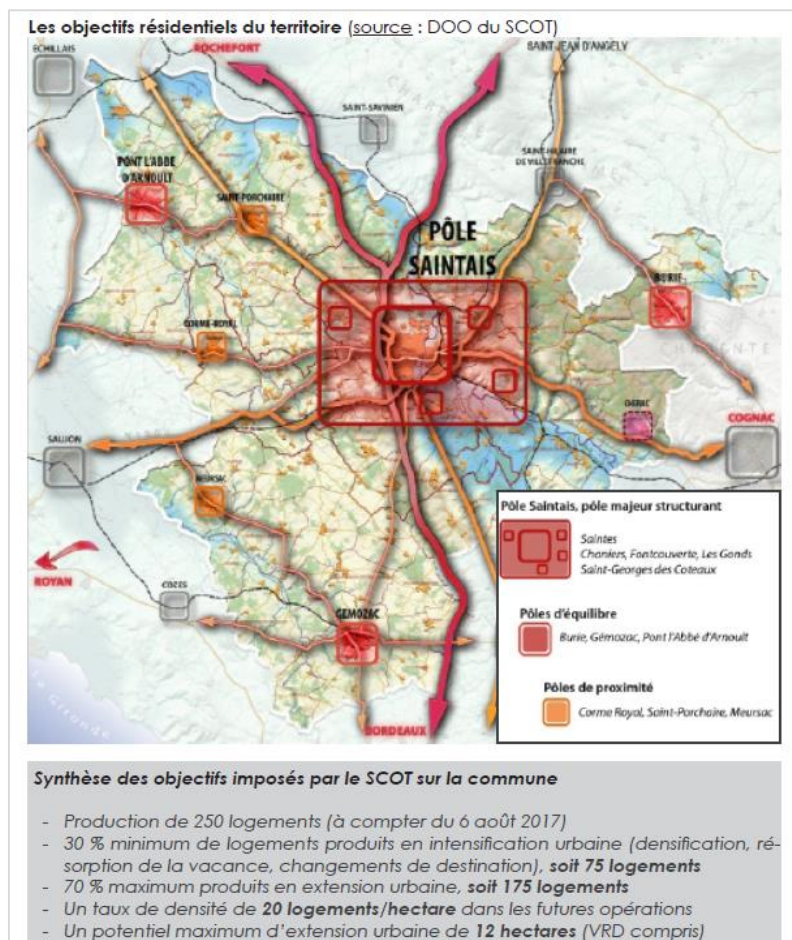 Les objectifs résidentiels du territoire (source : DOO du SCOT)
ECHILLAIS
ROCHEFORT
SAINT-JEAN D'ANGELY
SAINT-SAVINIEN
PONT L'ABBE
D'ARNOULT
SAINT-PORCHAIRE
SAINT-HILAIRE
DE VILLEFRANCHE
PÔLE
SAINTAIS
BURIE
CORME-ROYAL
CHARENTE
COGNAC
SAUJON
MEURSAC
ROYAN
COZES
GEMOZAC
BORDEAUX
la Gironde
Pôle Saintais, pôle majeur structurant
Saintes
Chaniers, Fontcouverte, Les Gonds
Saint-Georges des Coteaux
Pôles d'équilibre
Burie, Gémozac, Pont l'Abbé d'Arnoult
Pôles de proximité
Corme Royal, Saint-Porchaire, Meursac
Synthèse des objectifs imposés par le SCOT sur la commune
- Production de 250 logements (à compter du 6 août 2017)
- 30 % minimum de logements produits en intensification urbaine (densification, ré-
sorption de la vacance, changements de destination), soit 75 logements
- 70 % maximum produits en extension urbaine, soit 175 logements
- Un taux de densité de 20 logements/hectare dans les futures opérations
- Un potentiel maximum d'extension urbaine de 12 hectares (VRD compris)